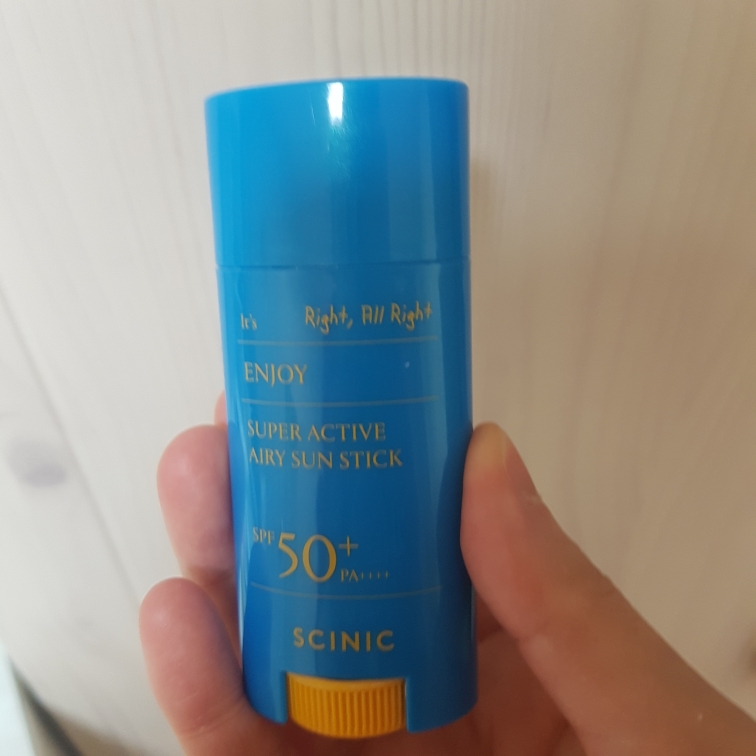 It's Right, All Right
ENJOY
SUPER ACTIVE
AIRY SUN STICK
SPF 50+ PA++++
SCINIC